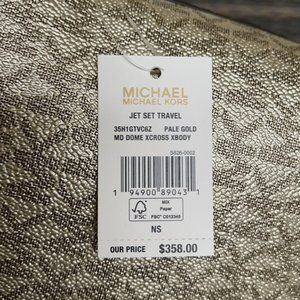 MICHAEL
MICHAEL KORS
JET SET TRAVEL
35H1GTVC6Z PALE GOLD
MD DOME XCROSS XBODY
S826-0002
1 94900 89043 1
FSC
MIX
Paper
FSC® C012345
NS
OUR PRICE $358.00